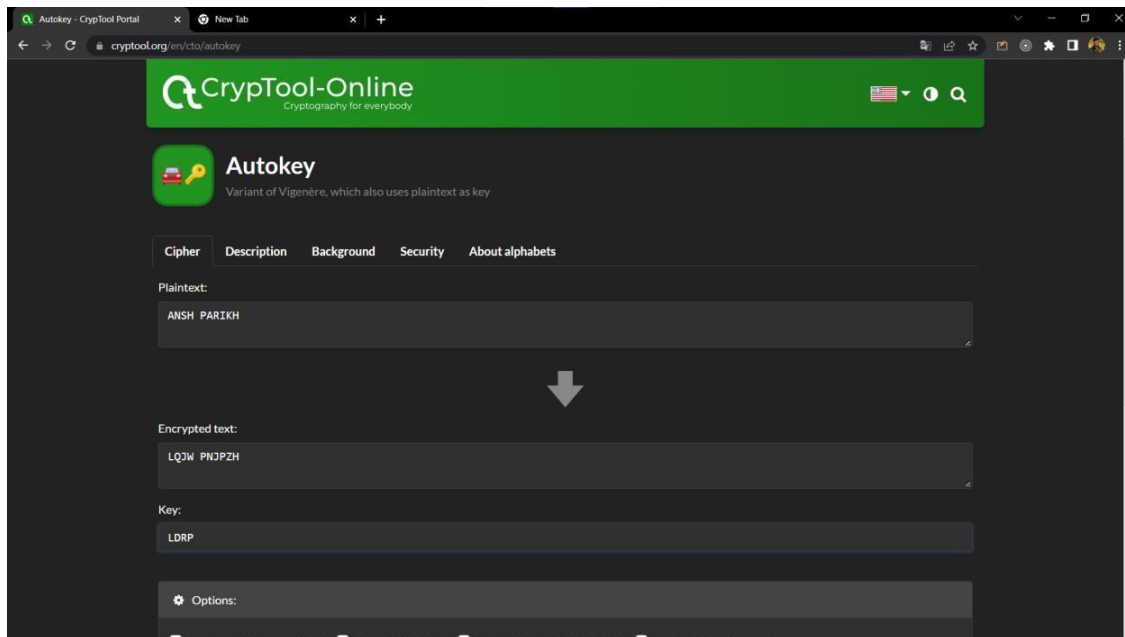 Autokey - CrypTool Portal
New Tab
cryptool.org/en/cto/autokey
CrypTool-Online
Cryptography for everybody
Autokey
Variant of Vigenère, which also uses plaintext as key
Cipher Description Background Security About alphabets
Plaintext:
ANSH PARIKH
Encrypted text:
LQJW PNJPZH
Key:
LDRP
Options: